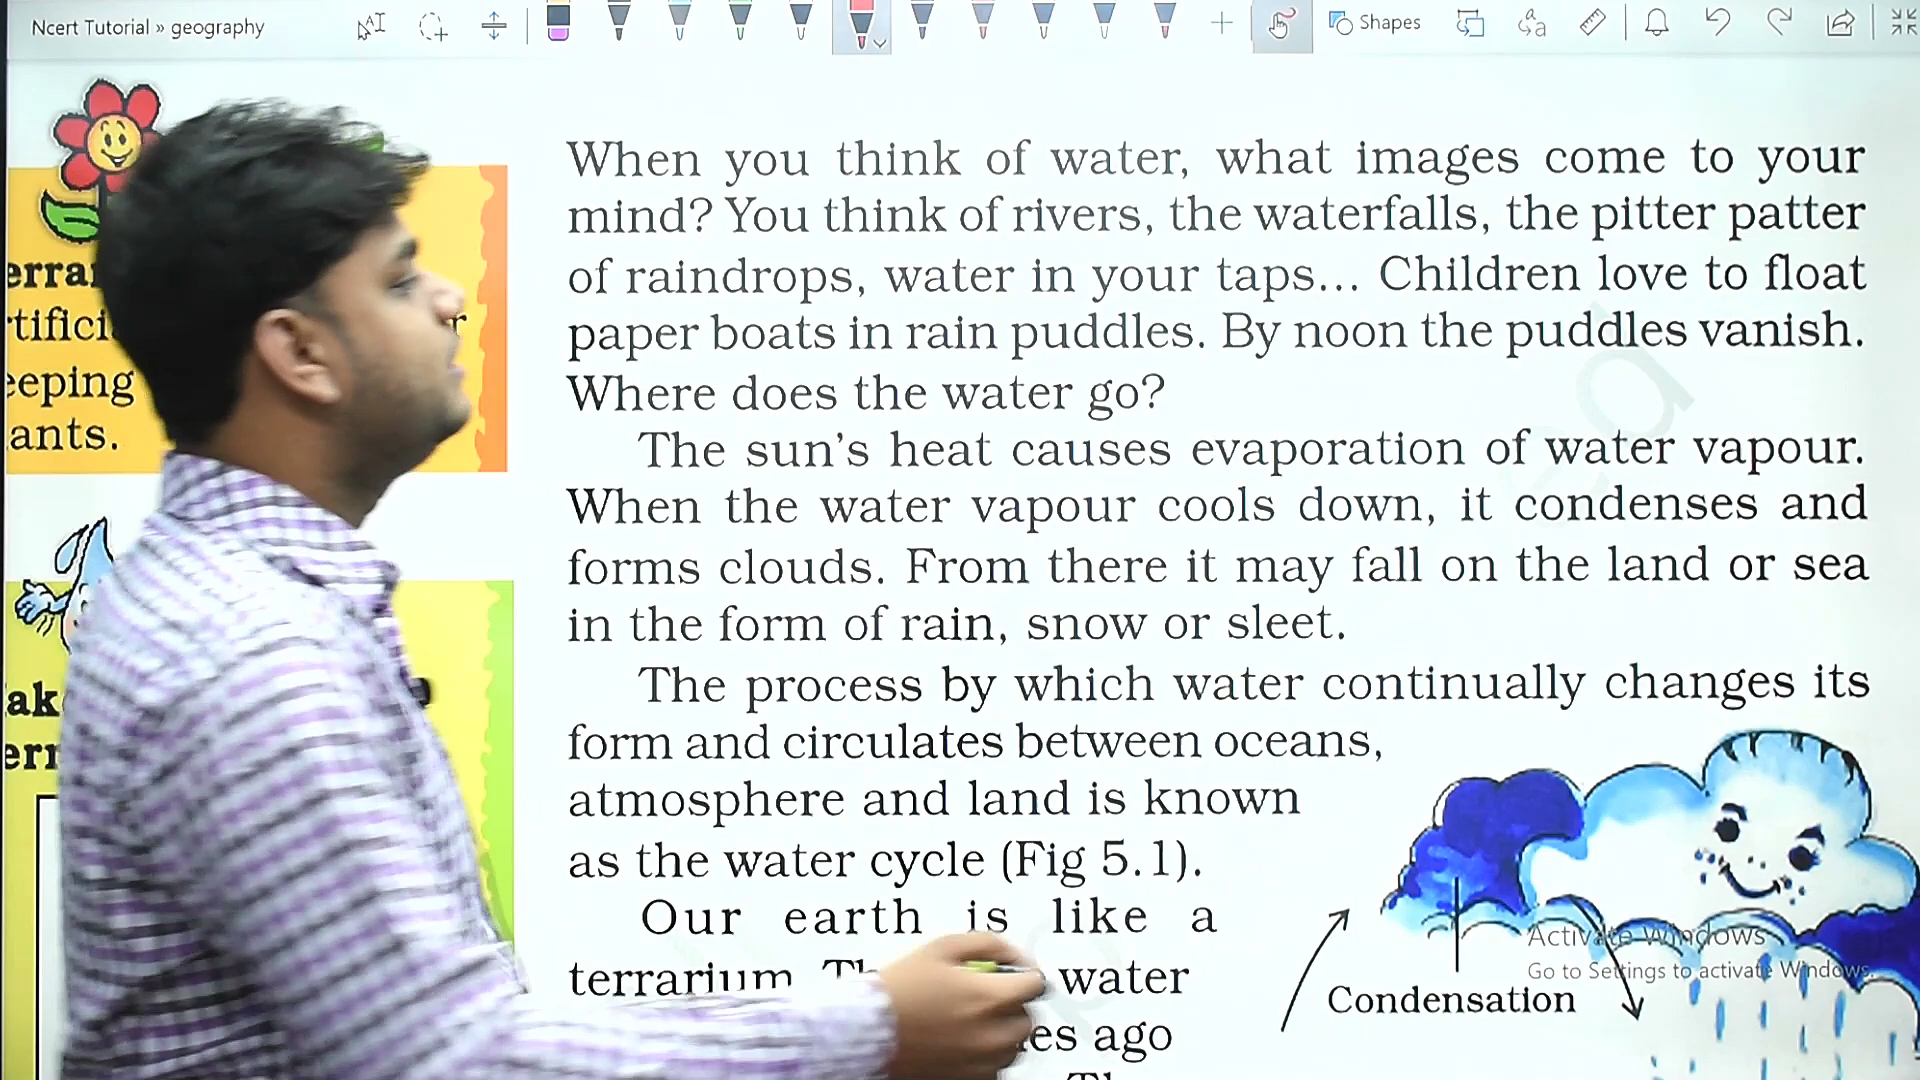 Ncert Tutorial » geography
Shapes
When you think of water, what images come to your
mind? You think of rivers, the waterfalls, the pitter patter
of raindrops, water in your taps... Children love to float
paper boats in rain puddles. By noon the puddles vanish.
Where does the water go?
The sun's heat causes evaporation of water vapour.
When the water vapour cools down, it condenses and
forms clouds. From there it may fall on the land or sea
in the form of rain, snow or sleet.
The process by which water continually changes its
form and circulates between oceans,
atmosphere and land is known
as the water cycle (Fig 5.1).
Our earth is like a
terrarium water
ago
Condensation
Activate Windows
Go to Settings to activate Windows.
eeping
ants.